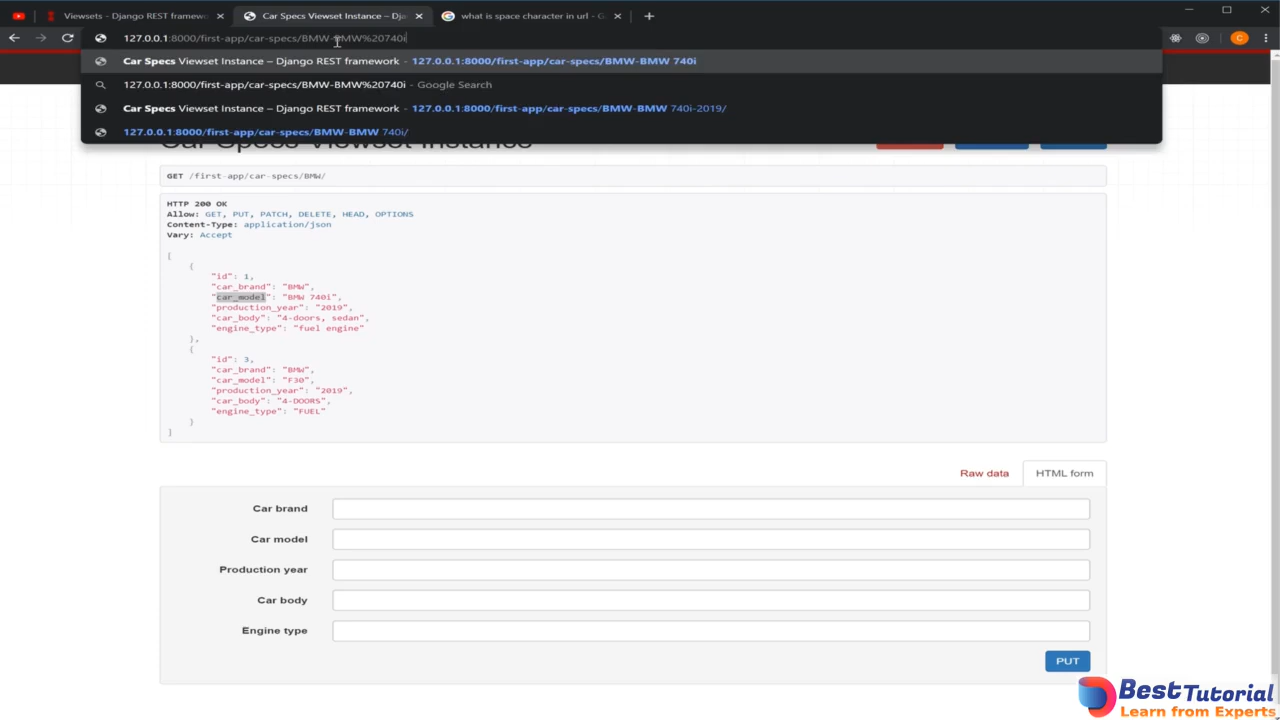 Viewsets - Django REST framewo
Car Specs Viewset Instance – Dja
what is space character in url - G
127.0.0.1:8000/first-app/car-specs/BMW-BMW%20740i
C
Car Specs Viewset Instance – Django REST framework - 127.0.0.1:8000/first-app/car-specs/BMW-BMW 740i
127.0.0.1:8000/first-app/car-specs/BMW-BMW%20740i - Google Search
Car Specs Viewset Instance – Django REST framework - 127.0.0.1:8000/first-app/car-specs/BMW-BMW 740i-2019/
127.0.0.1:8000/first-app/car-specs/BMW-BMW 740i/
Car Specs Viewset Instance
GET /first-app/car-specs/BMW/
HTTP 200 OK
Allow: GET, PUT, PATCH, DELETE, HEAD, OPTIONS
Content-Type: application/json
Vary: Accept
[
{
"id": 1,
"car_brand": "BMW",
"car_model": "BMW 740i",
"production_year": "2019",
"car_body": "4-doors, sedan",
"engine_type": "fuel engine"
},
{
"id": 3,
"car_brand": "BMW",
"car_model": "F30",
"production_year": "2019",
"car_body": "4-DOORS",
"engine_type": "FUEL"
}
]
Raw data
HTML form
Car brand
Car model
Production year
Car body
Engine type
PUT
BestTutorial
Learn from Experts